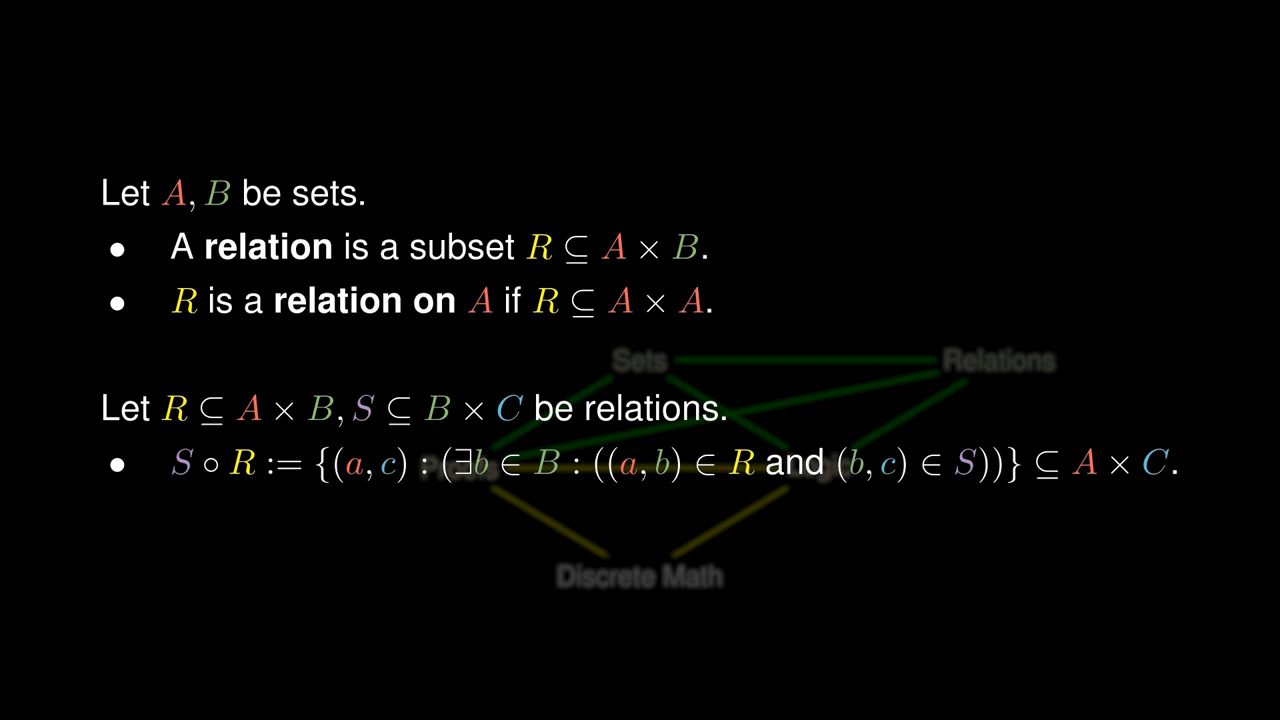 Let A, B be sets.
• A relation is a subset R ⊆ A × B.
• R is a relation on A if R ⊆ A × A.
Sets Relations
Let R ⊆ A × B, S ⊆ B × C be relations.
• S ∘ R := {(a, c) : (∃b ∈ B : ((a, b) ∈ R and (b, c) ∈ S))} ⊆ A × C.
Discrete Math